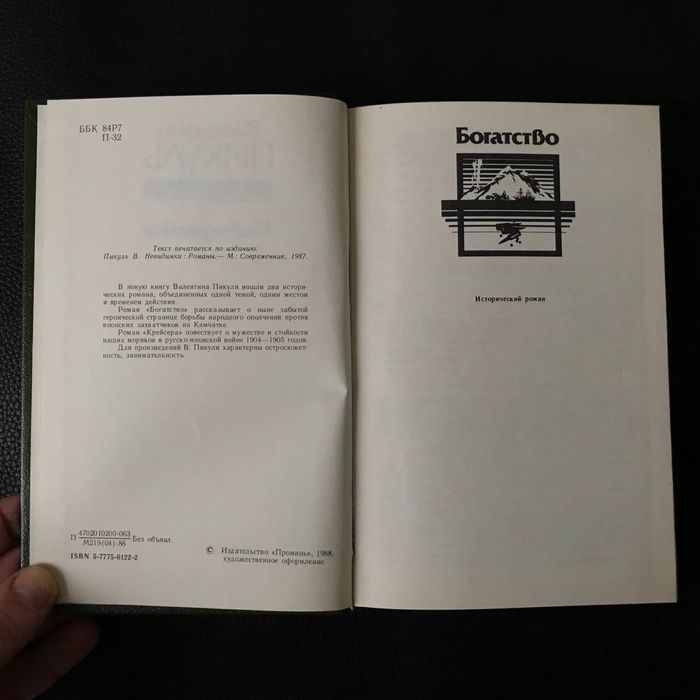 ББК 84Р7
П-32
Текст печатается по изданию:
Пикуль В. Невидимки: Романы.— М.: Современник, 1987.
В новую книгу Валентина Пикуля вошли два истори-
ческих романа, объединенных одной темой, одним местом
и временем действия.
Роман «Богатство» рассказывает о ныне забытой
героической странице борьбы народного ополчения против
японских захватчиков на Камчатке.
Роман «Крейсера» повествует о мужестве и стойкости
наших моряков в русско-японской войне 1904—1905 годов.
Для произведений В. Пикуля характерны остросюжет-
ность, занимательность.
П 4702010200-063
М219(04)-88 Без объявл.
ISBN 5-7775-0122-2
© Издательство «Проминь», 1988,
художественное оформление.
Богатство
Исторический роман